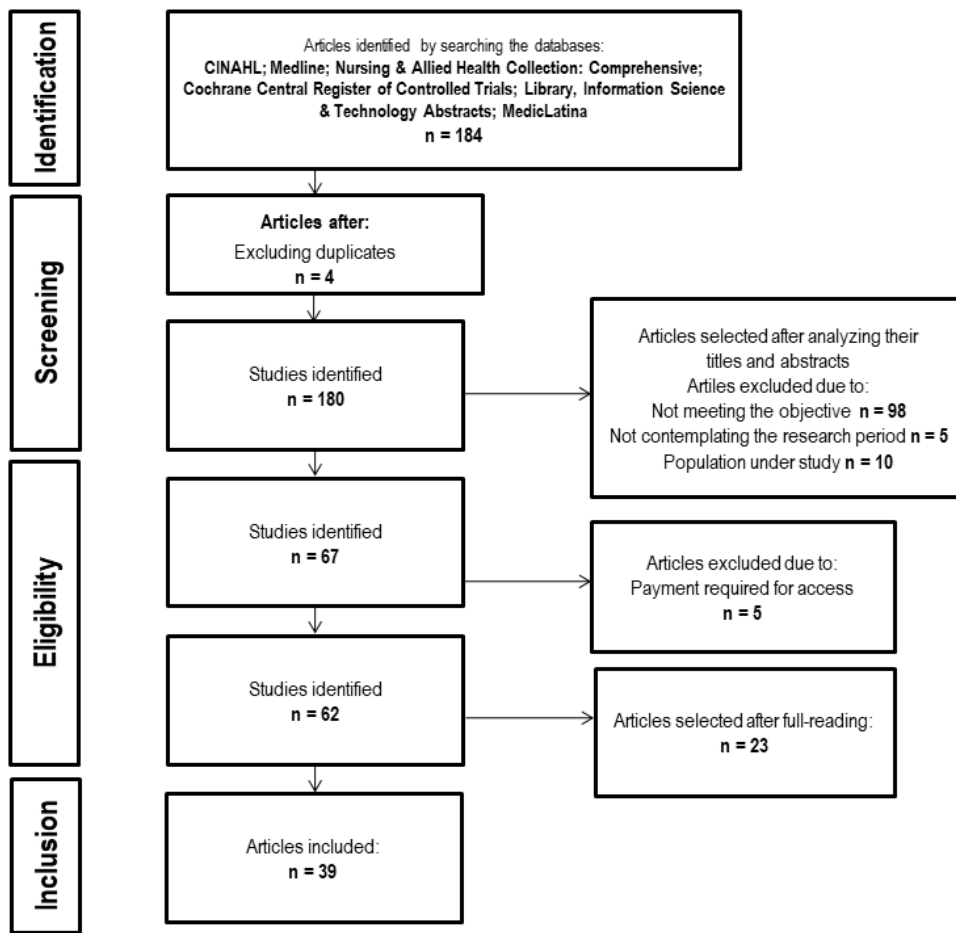 Identification
Articles identified by searching the databases:
CINAHL; Medline; Nursing & Allied Health Collection: Comprehensive;
Cochrane Central Register of Controlled Trials; Library, Information Science
& Technology Abstracts; MedicLatina
n = 184
Screening
Articles after:
Excluding duplicates
n = 4
Studies identified
n = 180
Articles selected after analyzing their
titles and abstracts
Artiles excluded due to:
Not meeting the objective n = 98
Not contemplating the research period n = 5
Population under study n = 10
Eligibility
Studies identified
n = 67
Articles excluded due to:
Payment required for access
n = 5
Studies identified
n = 62
Articles selected after full-reading:
n = 23
Inclusion
Articles included:
n = 39